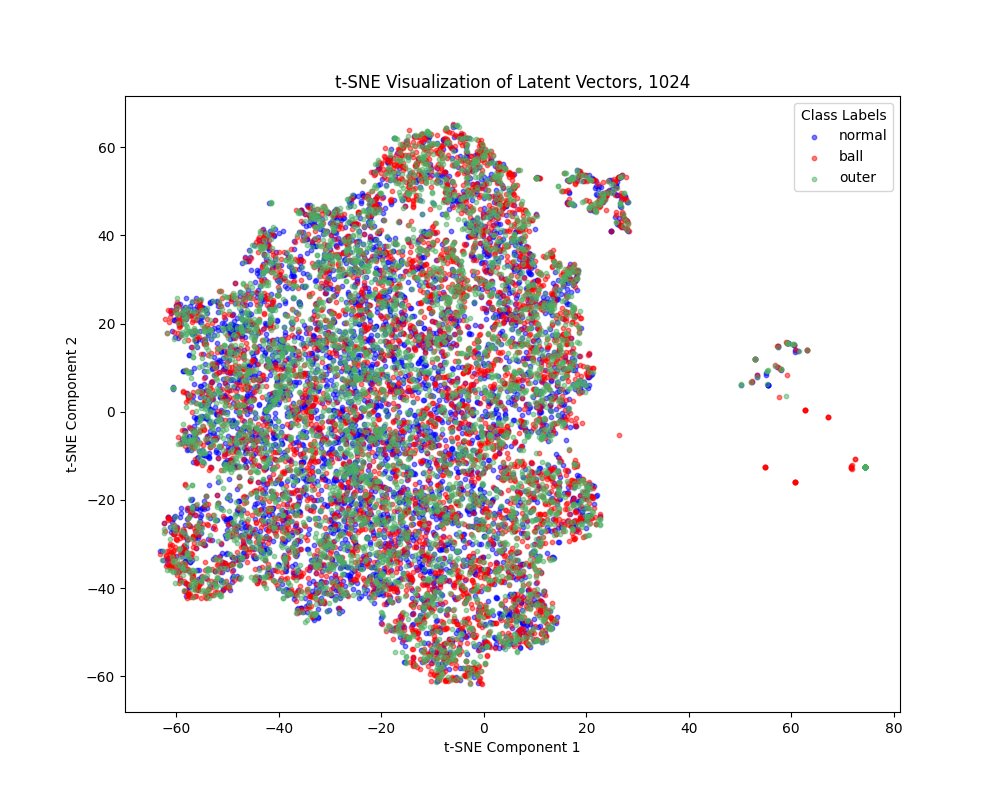 t-SNE Visualization of Latent Vectors, 1024
Class Labels
normal
ball
outer
60
40
20
0
−20
−40
−60
t-SNE Component 2
−60
−40
−20
0
20
40
60
80
t-SNE Component 1